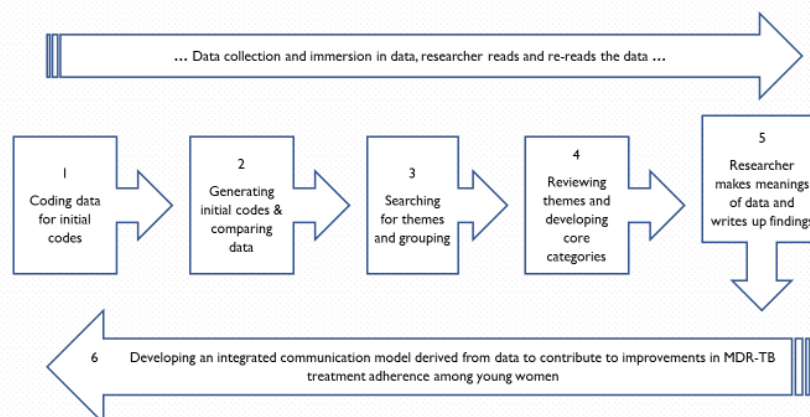 ... Data collection and immersion in data, researcher reads and re-reads the data ...
1
Coding data
for initial
codes
2
Generating
initial codes &
comparing
data
3
Searching
for themes
and grouping
4
Reviewing
themes and
developing
core
categories
5
Researcher
makes meanings
of data and
writes up findings
6 Developing an integrated communication model derived from data to contribute to improvements in MDR-TB
treatment adherence among young women